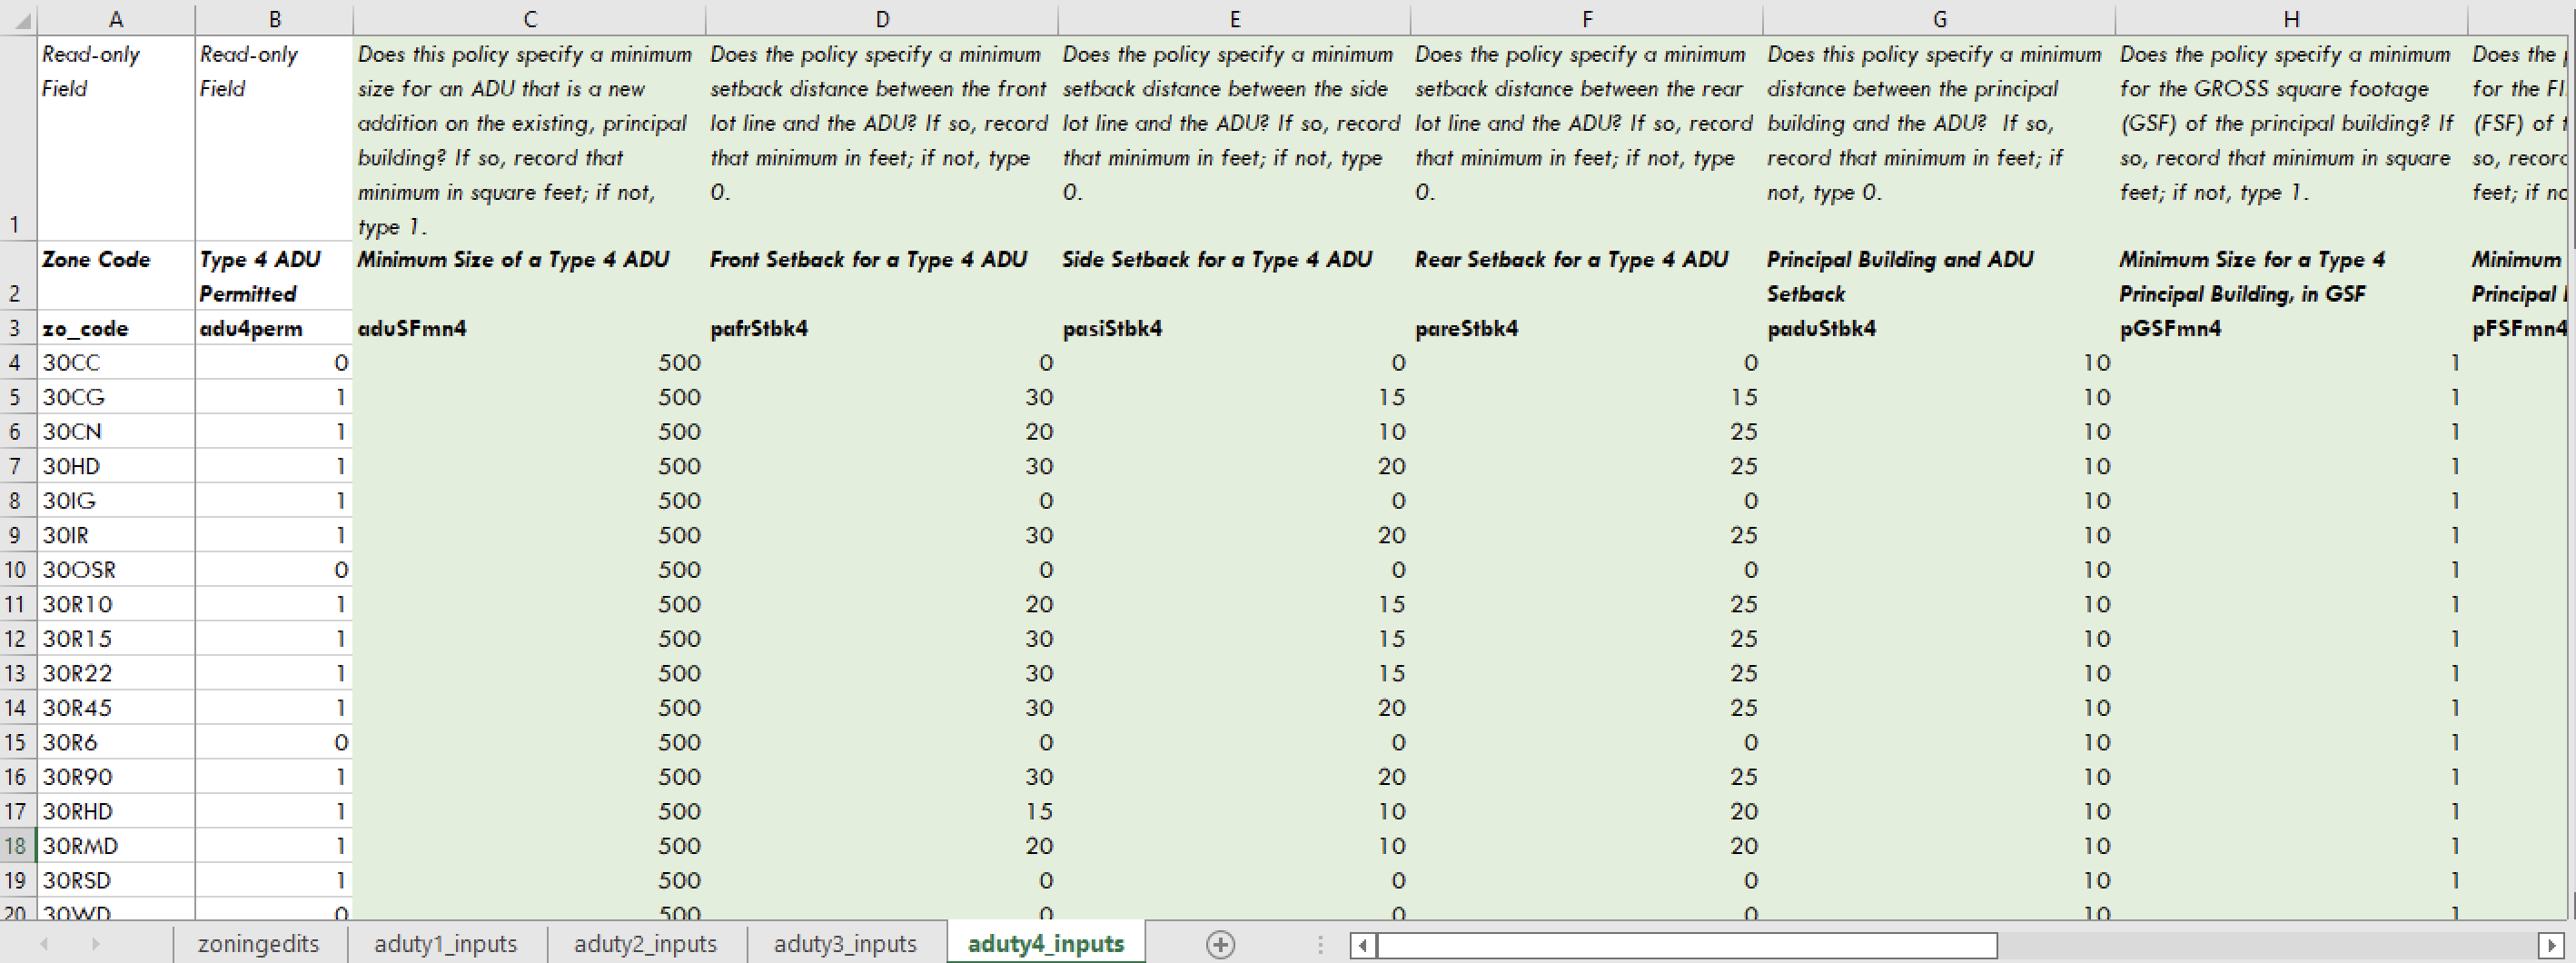 A B C D E F G H
Read-only Read-only Does this policy specify a minimum Does the policy specify a minimum Does the policy specify a minimum Does the policy specify a minimum Does this policy specify a minimum Does the policy specify a minimum Does the
Field Field size for an ADU that is a new setback distance between the front setback distance between the side setback distance between the rear distance between the principal for the GROSS square footage for the
addition on the existing, principal lot line and the ADU? If so, record lot line and the ADU? If so, record lot line and the ADU? If so, record building and the ADU?  If so, (GSF) of the principal building? If (FSF) of
building? If so, record that that minimum in feet; if not, type that minimum in feet; if not, type that minimum in feet; if not, type record that minimum in feet; if so, record that minimum in square so,
minimum in square feet; if not, 0. 0. 0. not, type 0. feet; if not, type 1. feet; if
1 type 1.
Zone Code Type 4 ADU Minimum Size of a Type 4 ADU Front Setback for a Type 4 ADU Side Setback for a Type 4 ADU Rear Setback for a Type 4 ADU Principal Building and ADU Minimum Size for a Type 4 Minimum
2 Permitted Setback Principal Building, in GSF Principal
3 zo_code adu4perm aduSFmn4 pafrStbk4 pasiStbk4 pareStbk4 paduStbk4 pGSFmn4 pFSFmn4
4 30CC 0 500 0 0 0 10 1
5 30CG 1 500 30 15 15 10 1
6 30CN 1 500 20 10 25 10 1
7 30HD 1 500 30 20 25 10 1
8 30IG 1 500 0 0 0 10 1
9 30IR 1 500 30 20 25 10 1
10 30OSR 0 500 0 0 0 10 1
11 30R10 1 500 20 15 25 10 1
12 30R15 1 500 30 15 25 10 1
13 30R22 1 500 30 15 25 10 1
14 30R45 1 500 30 20 25 10 1
15 30R6 0 500 0 0 0 10 1
16 30R90 1 500 30 20 25 10 1
17 30RHD 1 500 15 10 20 10 1
18 30RMD 1 500 20 10 20 10 1
19 30RSD 1 500 0 0 0 10 1
20 30WD 0 500 0 0 0 10 1
zoningedits aduty1_inputs aduty2_inputs aduty3_inputs aduty4_inputs